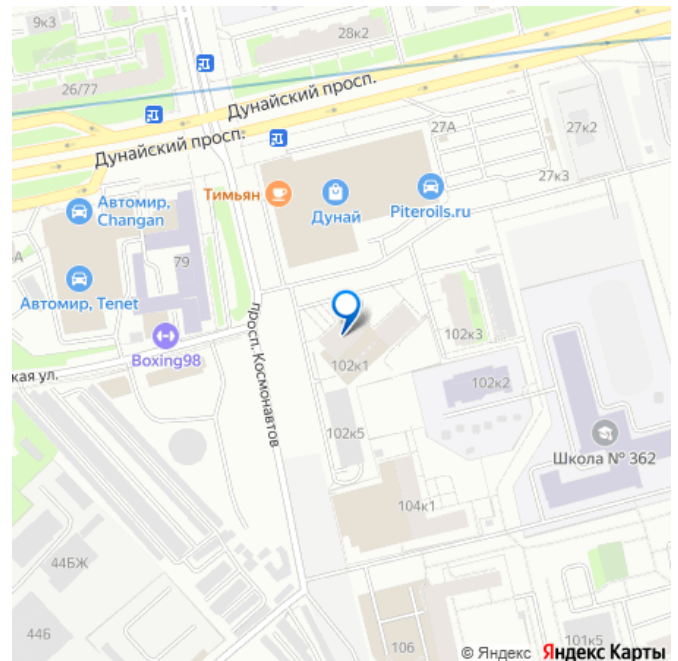 9к3
28к2
26/77
Дунайский просп.
Дунайский просп.
27А
27к2
27к3
Тимьян
Дунай
Piteroils.ru
Автомир,
Changan
79
Автомир, Tenet
Boxing98
кая ул.
просп. Космонавтов
102к1
102к3
102к2
102к5
Школа № 362
104к1
44БЖ
44Б
106
101к5
© Яндекс Яндекс Карты